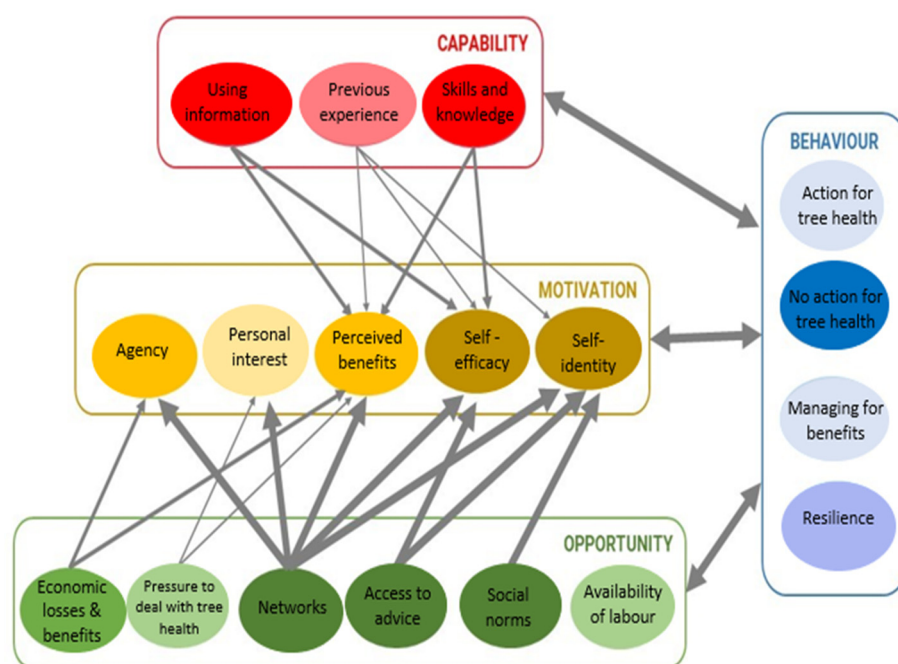 CAPABILITY
Using
information
Previous
experience
Skills and
knowledge
BEHAVIOUR
Action for
tree health
No action for
tree health
Managing for
benefits
Resilience
MOTIVATION
Agency
Personal
interest
Perceived
benefits
Self -
efficacy
Self-
identity
OPPORTUNITY
Economic
losses &
benefits
Pressure to
deal with tree
health
Networks
Access to
advice
Social
norms
Availability
of labour